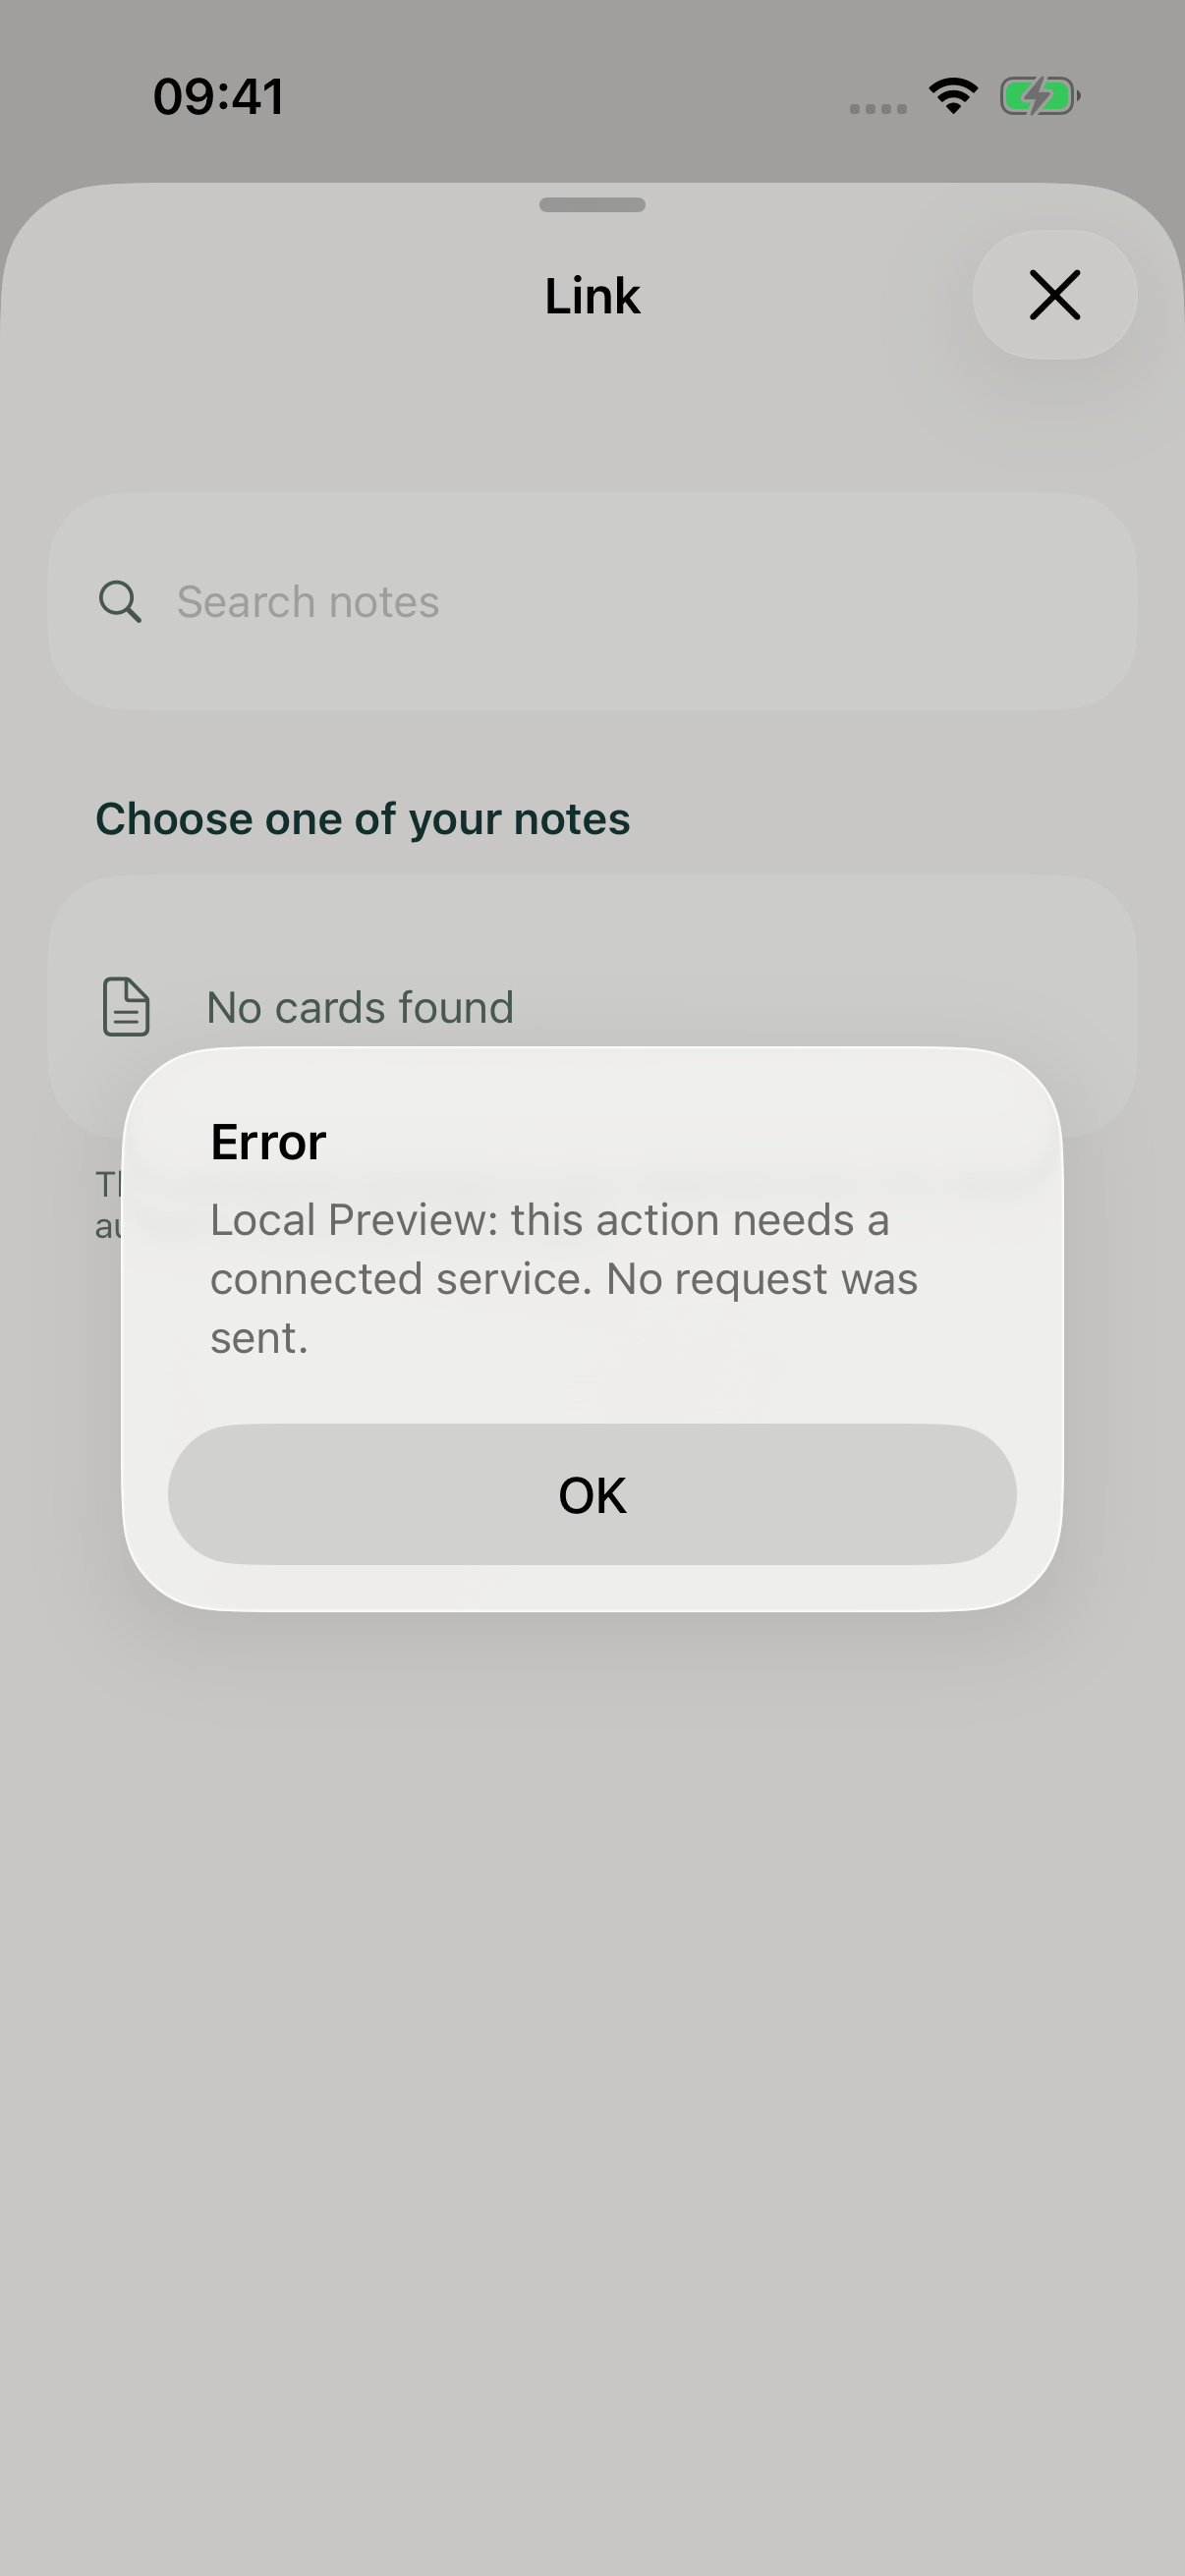 09:41
Link
Search notes
Choose one of your notes
No cards found
Error
Local Preview: this action needs a
connected service. No request was
sent.
OK